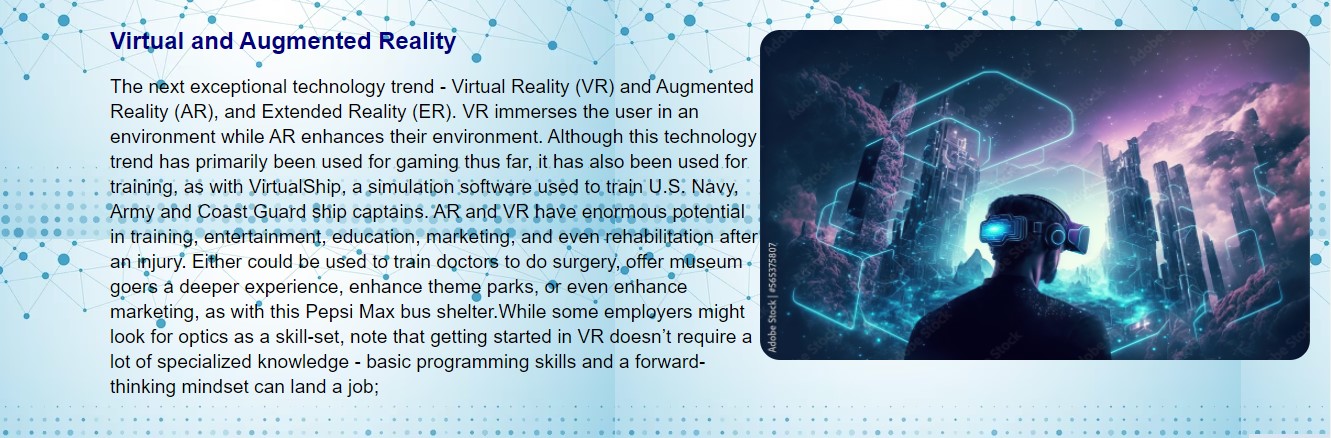 Virtual and Augmented Reality
The next exceptional technology trend - Virtual Reality (VR) and Augmented
Reality (AR), and Extended Reality (ER). VR immerses the user in an
environment while AR enhances their environment. Although this technology
trend has primarily been used for gaming thus far, it has also been used for
training, as with VirtualShip, a simulation software used to train U.S. Navy,
Army and Coast Guard ship captains. AR and VR have enormous potential
in training, entertainment, education, marketing, and even rehabilitation after
an injury. Either could be used to train doctors to do surgery, offer museum
goers a deeper experience, enhance theme parks, or even enhance
marketing, as with this Pepsi Max bus shelter.While some employers might
look for optics as a skill-set, note that getting started in VR doesn’t require a
lot of specialized knowledge - basic programming skills and a forward-
thinking mindset can land a job;
Adobe Stock | #565375807